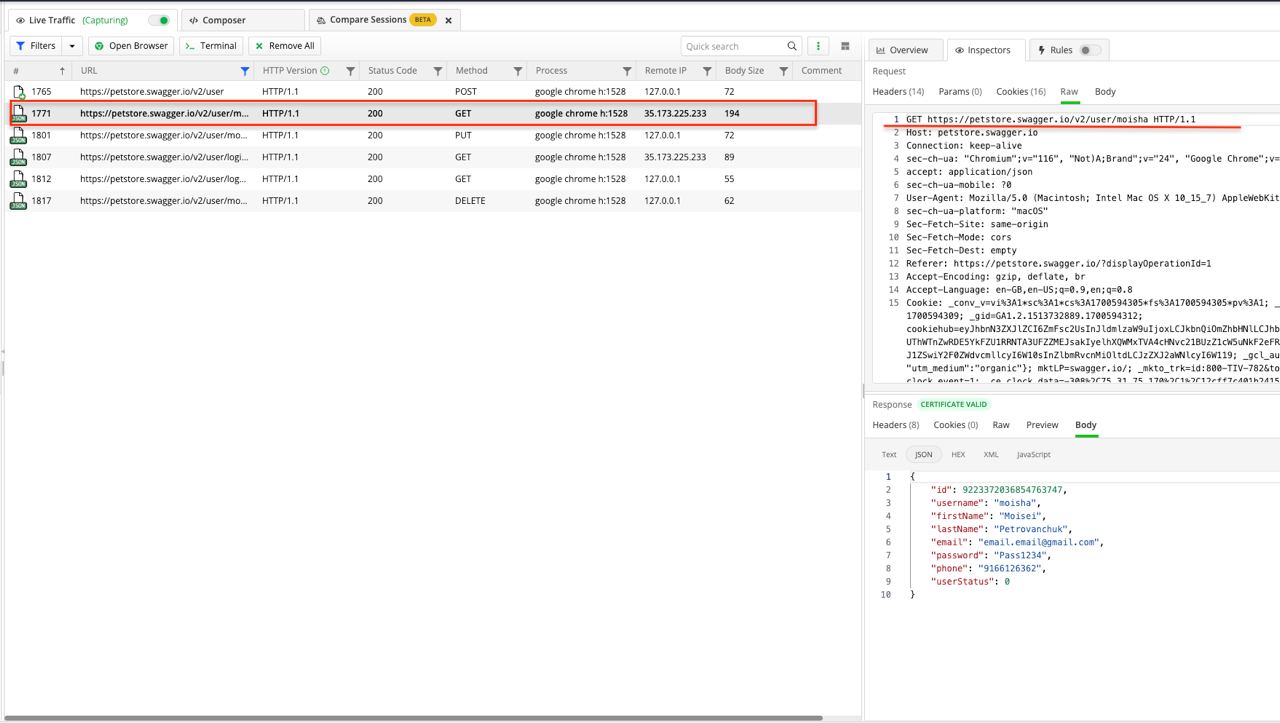 Live Traffic (Capturing)
Composer
Compare Sessions BETA
Filters
Open Browser
Terminal
Remove All
Quick search
# URL HTTP Version Status Code Method Process Remote IP Body Size Comment
1765 https://petstore.swagger.io/v2/user HTTP/1.1 200 POST google chrome h:1528 127.0.0.1 72
JSON 1771 https://petstore.swagger.io/v2/user/m... HTTP/1.1 200 GET google chrome h:1528 35.173.225.233 194
JSON 1801 https://petstore.swagger.io/v2/user/mo... HTTP/1.1 200 PUT google chrome h:1528 127.0.0.1 72
JSON 1807 https://petstore.swagger.io/v2/user/logi... HTTP/1.1 200 GET google chrome h:1528 35.173.225.233 89
JSON 1812 https://petstore.swagger.io/v2/user/log... HTTP/1.1 200 GET google chrome h:1528 127.0.0.1 55
JSON 1817 https://petstore.swagger.io/v2/user/mo... HTTP/1.1 200 DELETE google chrome h:1528 127.0.0.1 62
Overview
Inspectors
Rules
Request
Headers (14) Params (0) Cookies (16) Raw Body
1 GET https://petstore.swagger.io/v2/user/moisha HTTP/1.1
2 Host: petstore.swagger.io
3 Connection: keep-alive
4 sec-ch-ua: "Chromium";v="116", "Not)A;Brand";v="24", "Google Chrome";v=
5 accept: application/json
6 sec-ch-ua-mobile: ?0
7 User-Agent: Mozilla/5.0 (Macintosh; Intel Mac OS X 10_15_7) AppleWebKit
8 sec-ch-ua-platform: "macOS"
9 Sec-Fetch-Site: same-origin
10 Sec-Fetch-Mode: cors
11 Sec-Fetch-Dest: empty
12 Referer: https://petstore.swagger.io/?displayOperationId=1
13 Accept-Encoding: gzip, deflate, br
14 Accept-Language: en-GB,en-US;q=0.9,en;q=0.8
15 Cookie: _conv_v=vi%3A1*sc%3A1*cs%3A1700594305*fs%3A1700594305*pv%3A1; _
1700594309; _gid=GA1.2.1513732889.1700594312;
"utm_medium":"organic"}; mktLP=swagger.io/; _mkto_trk=id:800-TIV-782&to
Response CERTIFICATE VALID
Headers (8) Cookies (0) Raw Preview Body
Text JSON HEX XML JavaScript
1 {
2 "id": 9223372036854763747,
3 "username": "moisha",
4 "firstName": "Moisei",
5 "lastName": "Petrovanchuk",
6 "email": "email.email@gmail.com",
7 "password": "Pass1234",
8 "phone": "9166126362",
9 "userStatus": 0
10 }